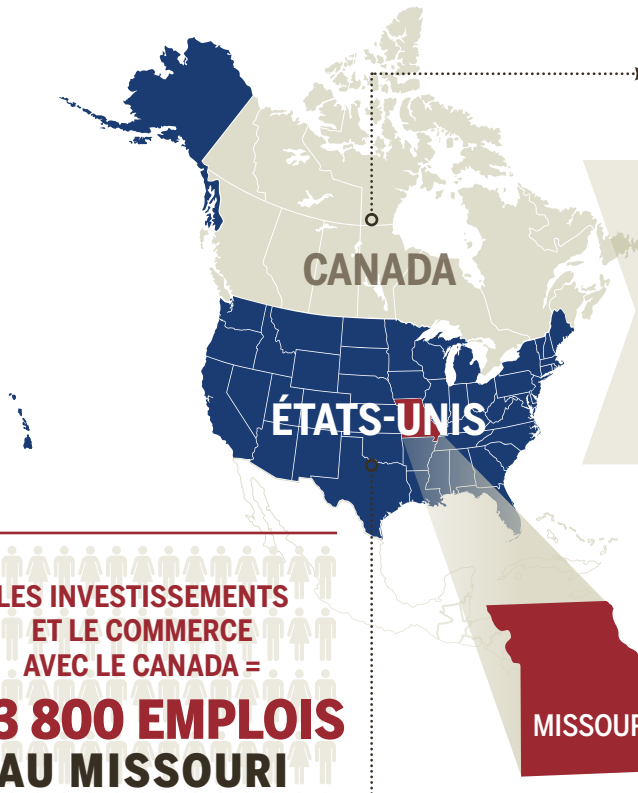 CANADA
ÉTATS-UNIS
LES INVESTISSEMENTS
ET LE COMMERCE
AVEC LE CANADA =
3 800 EMPLOIS
AU MISSOURI
MISSOUR